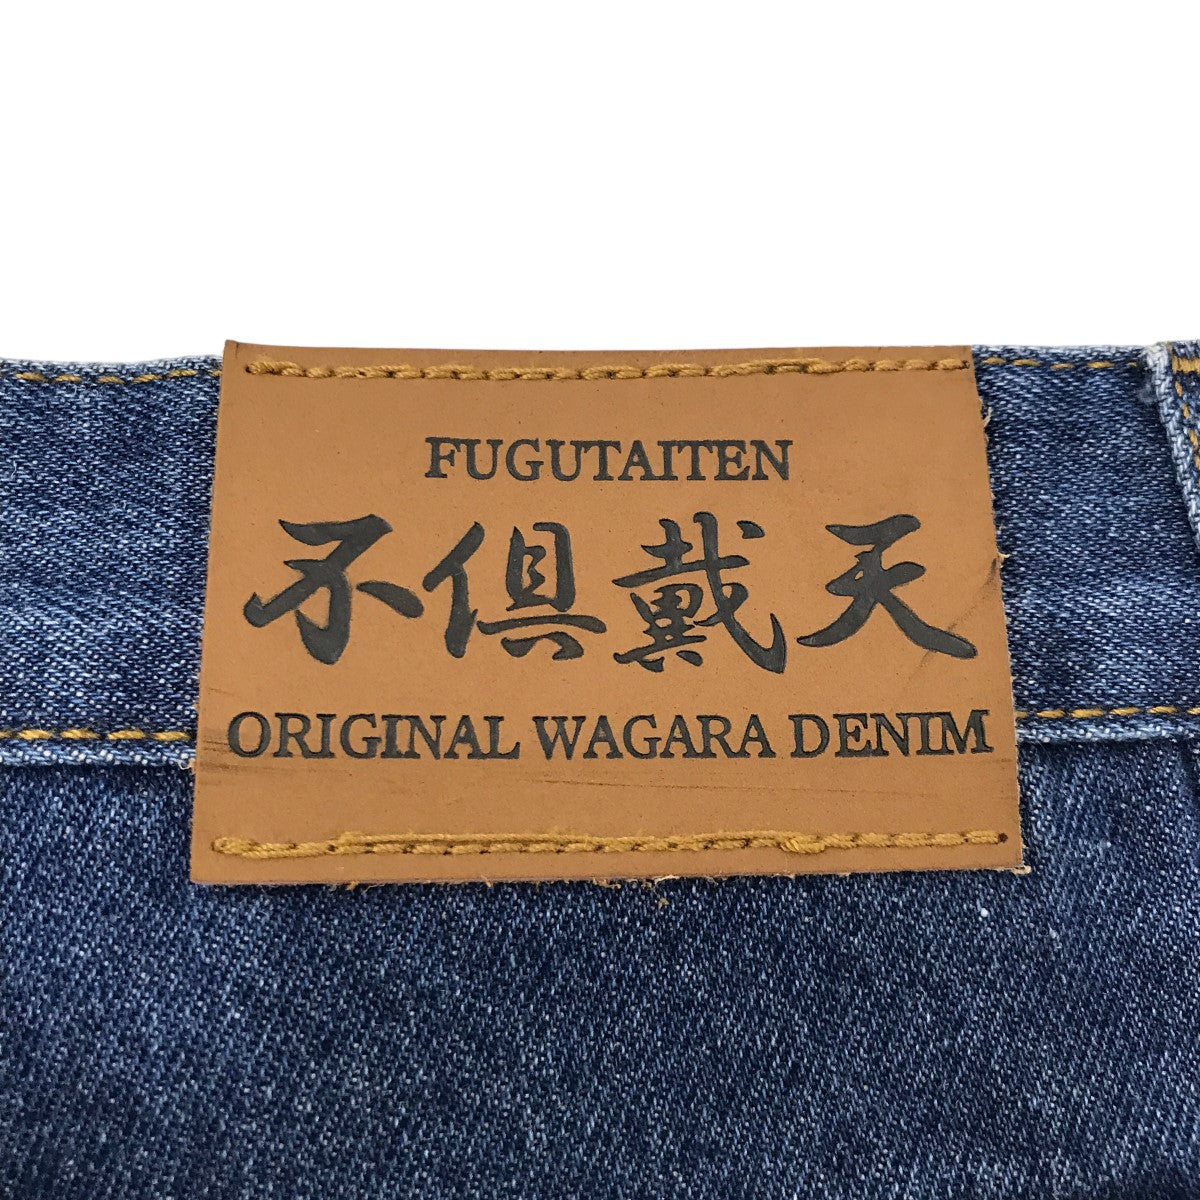 FUGUTAITEN
不倶戴天
ORIGINAL WAGARA DENIM